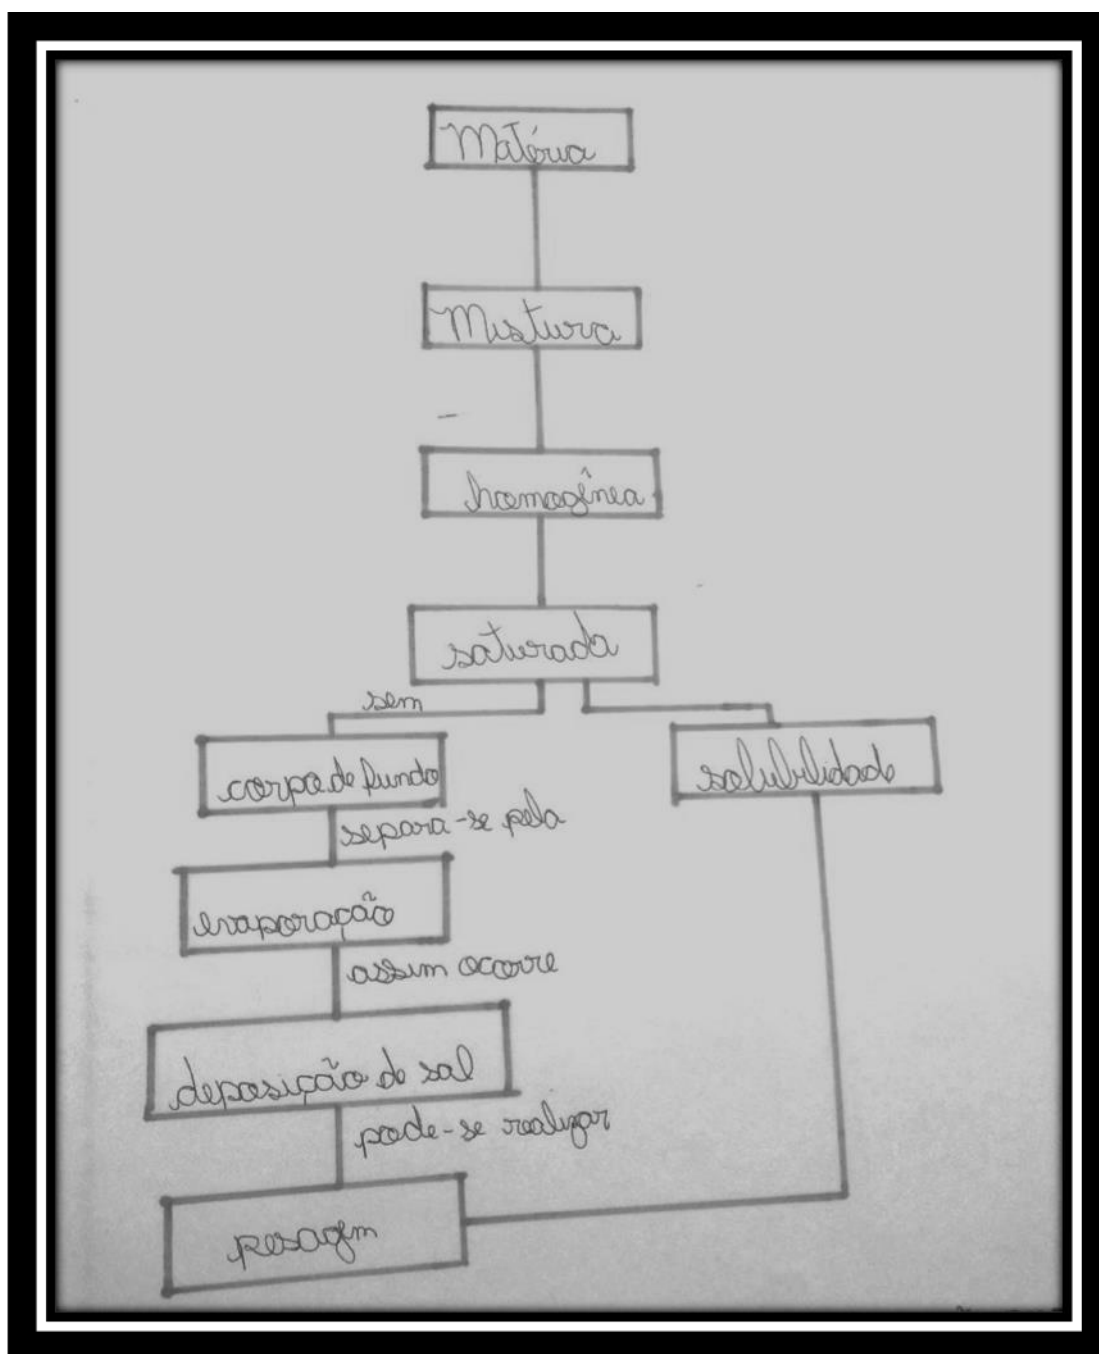 Matéria
Mistura
homogênea
saturada
sem
corpo de fundo
solubilidade
separa-se pela
evaporação
assim ocorre
deposição do sal
pode-se realizar
pesagem